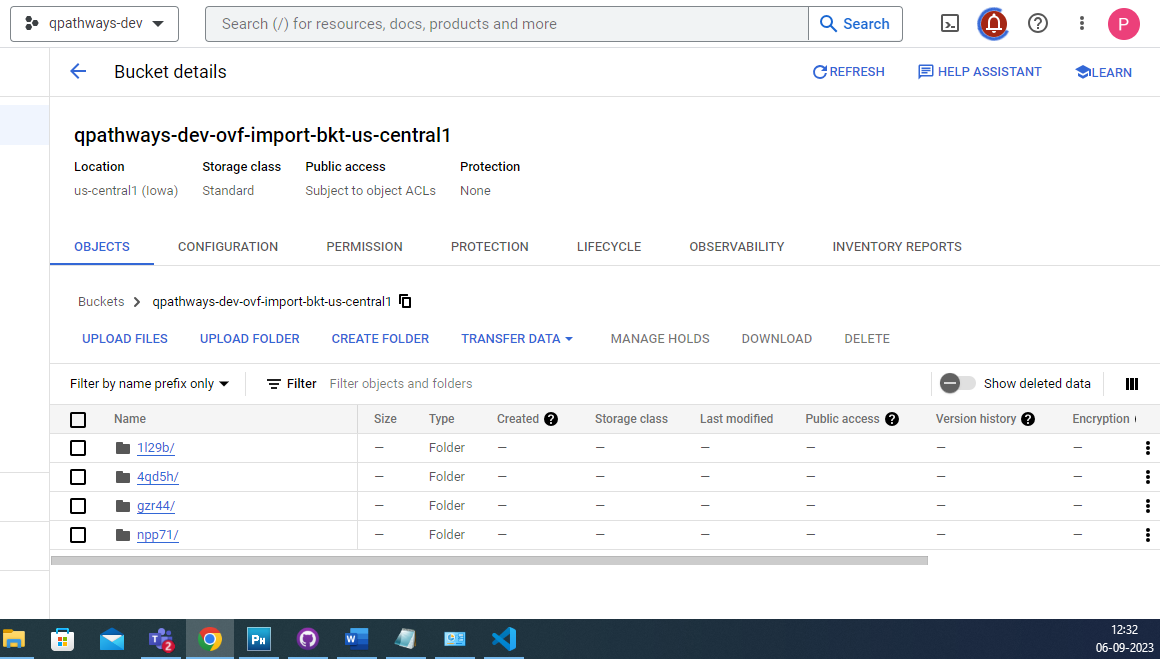 qpathways-dev Search (/) for resources, docs, products and more Search P
Bucket details REFRESH HELP ASSISTANT LEARN
qpathways-dev-ovf-import-bkt-us-central1
Location Storage class Public access Protection
us-central1 (Iowa) Standard Subject to object ACLs None
OBJECTS CONFIGURATION PERMISSION PROTECTION LIFECYCLE OBSERVABILITY INVENTORY REPORTS
Buckets > qpathways-dev-ovf-import-bkt-us-central1
UPLOAD FILES UPLOAD FOLDER CREATE FOLDER TRANSFER DATA MANAGE HOLDS DOWNLOAD DELETE
Filter by name prefix only Filter Filter objects and folders Show deleted data
Name Size Type Created Storage class Last modified Public access Version history Encryption
1l29b/ — Folder — — — — — —
4qd5h/ — Folder — — — — — —
gzr44/ — Folder — — — — — —
npp71/ — Folder — — — — — —
12:32
06-09-2023